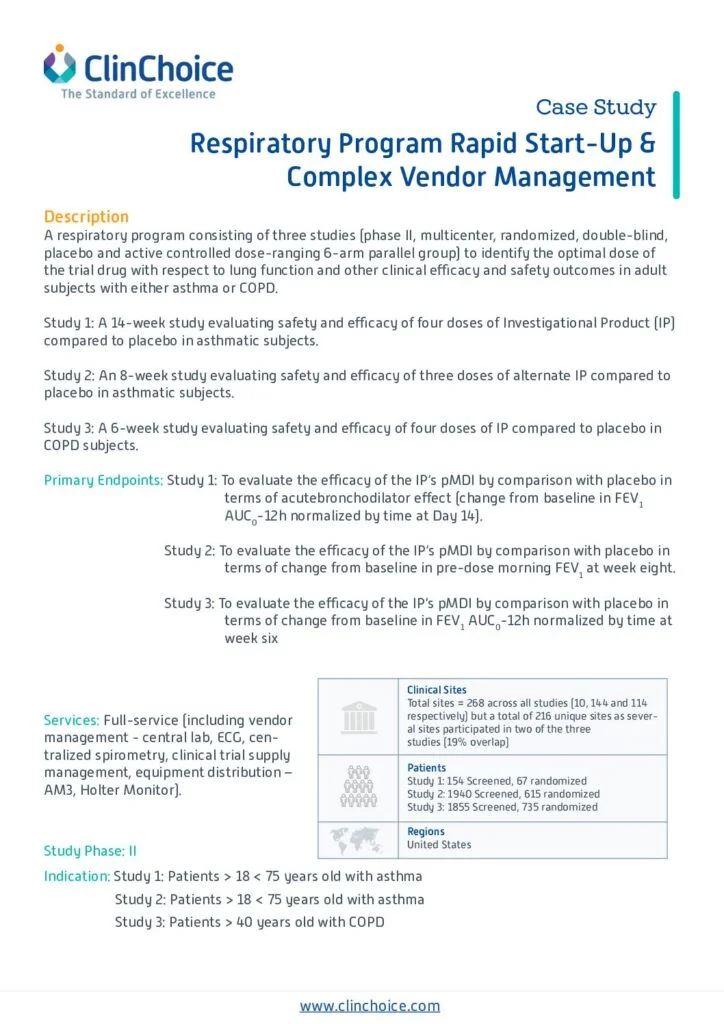 ClinChoice
The Standard of Excellence
Case Study
Respiratory Program Rapid Start-Up &
Complex Vendor Management
Description
A respiratory program consisting of three studies (phase II, multicenter, randomized, double-blind,
placebo and active controlled dose-ranging 6-arm parallel group) to identify the optimal dose of
the trial drug with respect to lung function and other clinical efficacy and safety outcomes in adult
subjects with either asthma or COPD.
Study 1: A 14-week study evaluating safety and efficacy of four doses of Investigational Product (IP)
compared to placebo in asthmatic subjects.
Study 2: An 8-week study evaluating safety and efficacy of three doses of alternate IP compared to
placebo in asthmatic subjects.
Study 3: A 6-week study evaluating safety and efficacy of four doses of IP compared to placebo in
COPD subjects.
Primary Endpoints: Study 1: To evaluate the efficacy of the IP's pMDI by comparison with placebo in
terms of acutebronchodilator effect (change from baseline in FEV1
AUC0-12h normalized by time at Day 14).
Study 2: To evaluate the efficacy of the IP's pMDI by comparison with placebo in
terms of change from baseline in pre-dose morning FEV1 at week eight.
Study 3: To evaluate the efficacy of the IP's pMDI by comparison with placebo in
terms of change from baseline in FEV1 AUC0-12h normalized by time at
week six
Services: Full-service (including vendor
management - central lab, ECG, cen-
tralized spirometry, clinical trial supply
management, equipment distribution –
AM3, Holter Monitor).
Clinical Sites
Total sites = 268 across all studies (10, 144 and 114
respectively) but a total of 216 unique sites as sever-
al sites participated in two of the three
studies (19% overlap)
Patients
Study 1: 154 Screened, 67 randomized
Study 2: 1940 Screened, 615 randomized
Study 3: 1855 Screened, 735 randomized
Regions
United States
Study Phase: II
Indication: Study 1: Patients > 18 < 75 years old with asthma
Study 2: Patients > 18 < 75 years old with asthma
Study 3: Patients > 40 years old with COPD
www.clinchoice.com